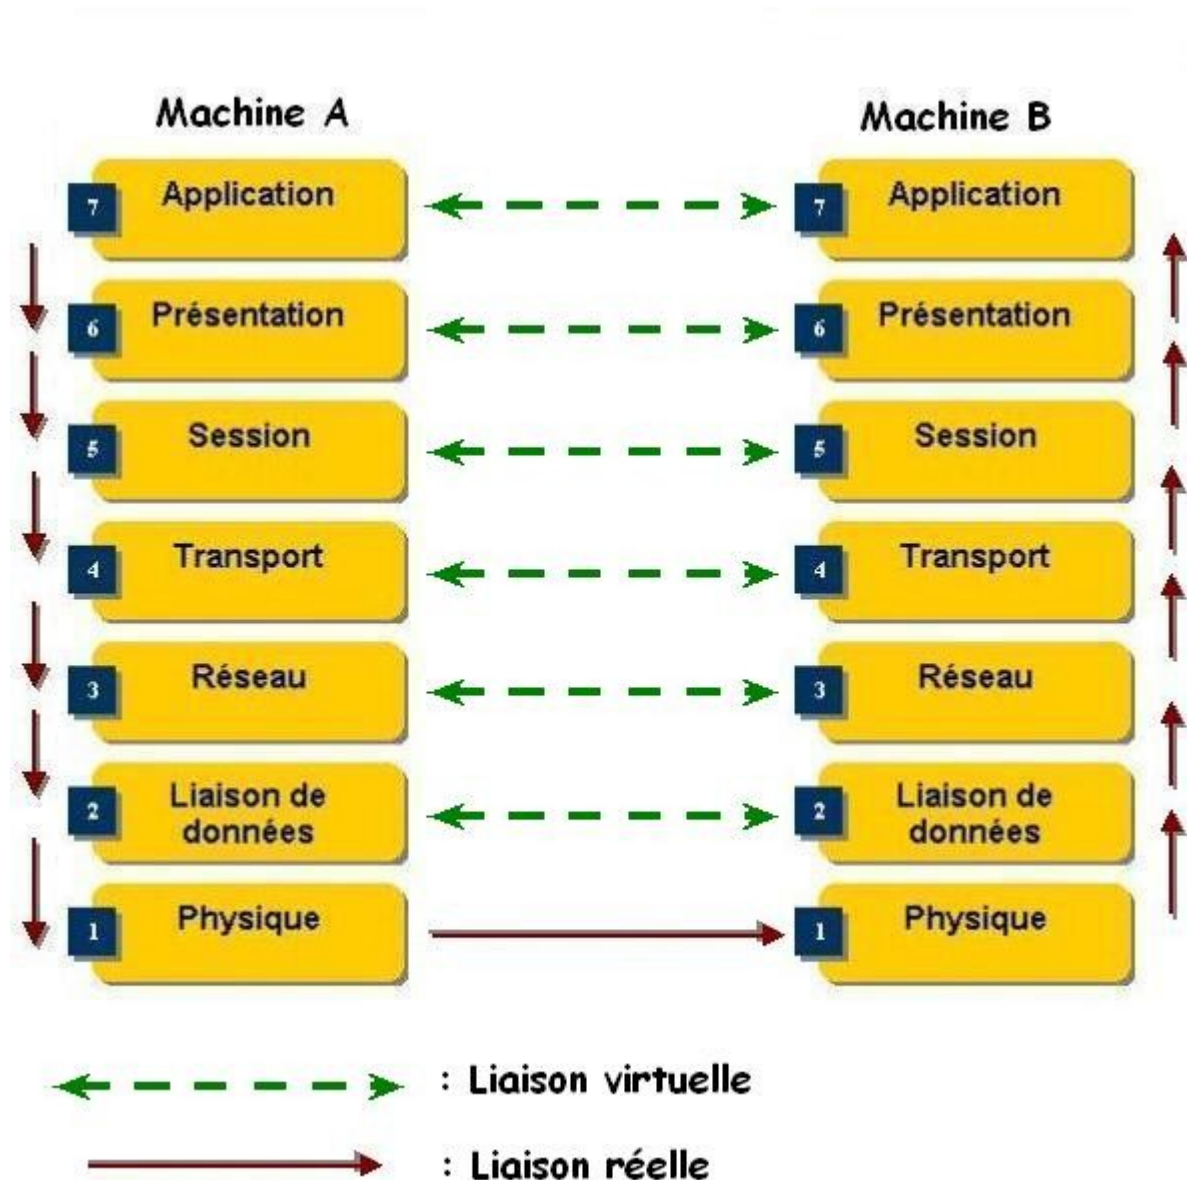 Machine A
Machine B
7 Application
7 Application
6 Présentation
6 Présentation
5 Session
5 Session
4 Transport
4 Transport
3 Réseau
3 Réseau
2 Liaison de
données
2 Liaison de
données
1 Physique
1 Physique
: Liaison virtuelle
: Liaison réelle